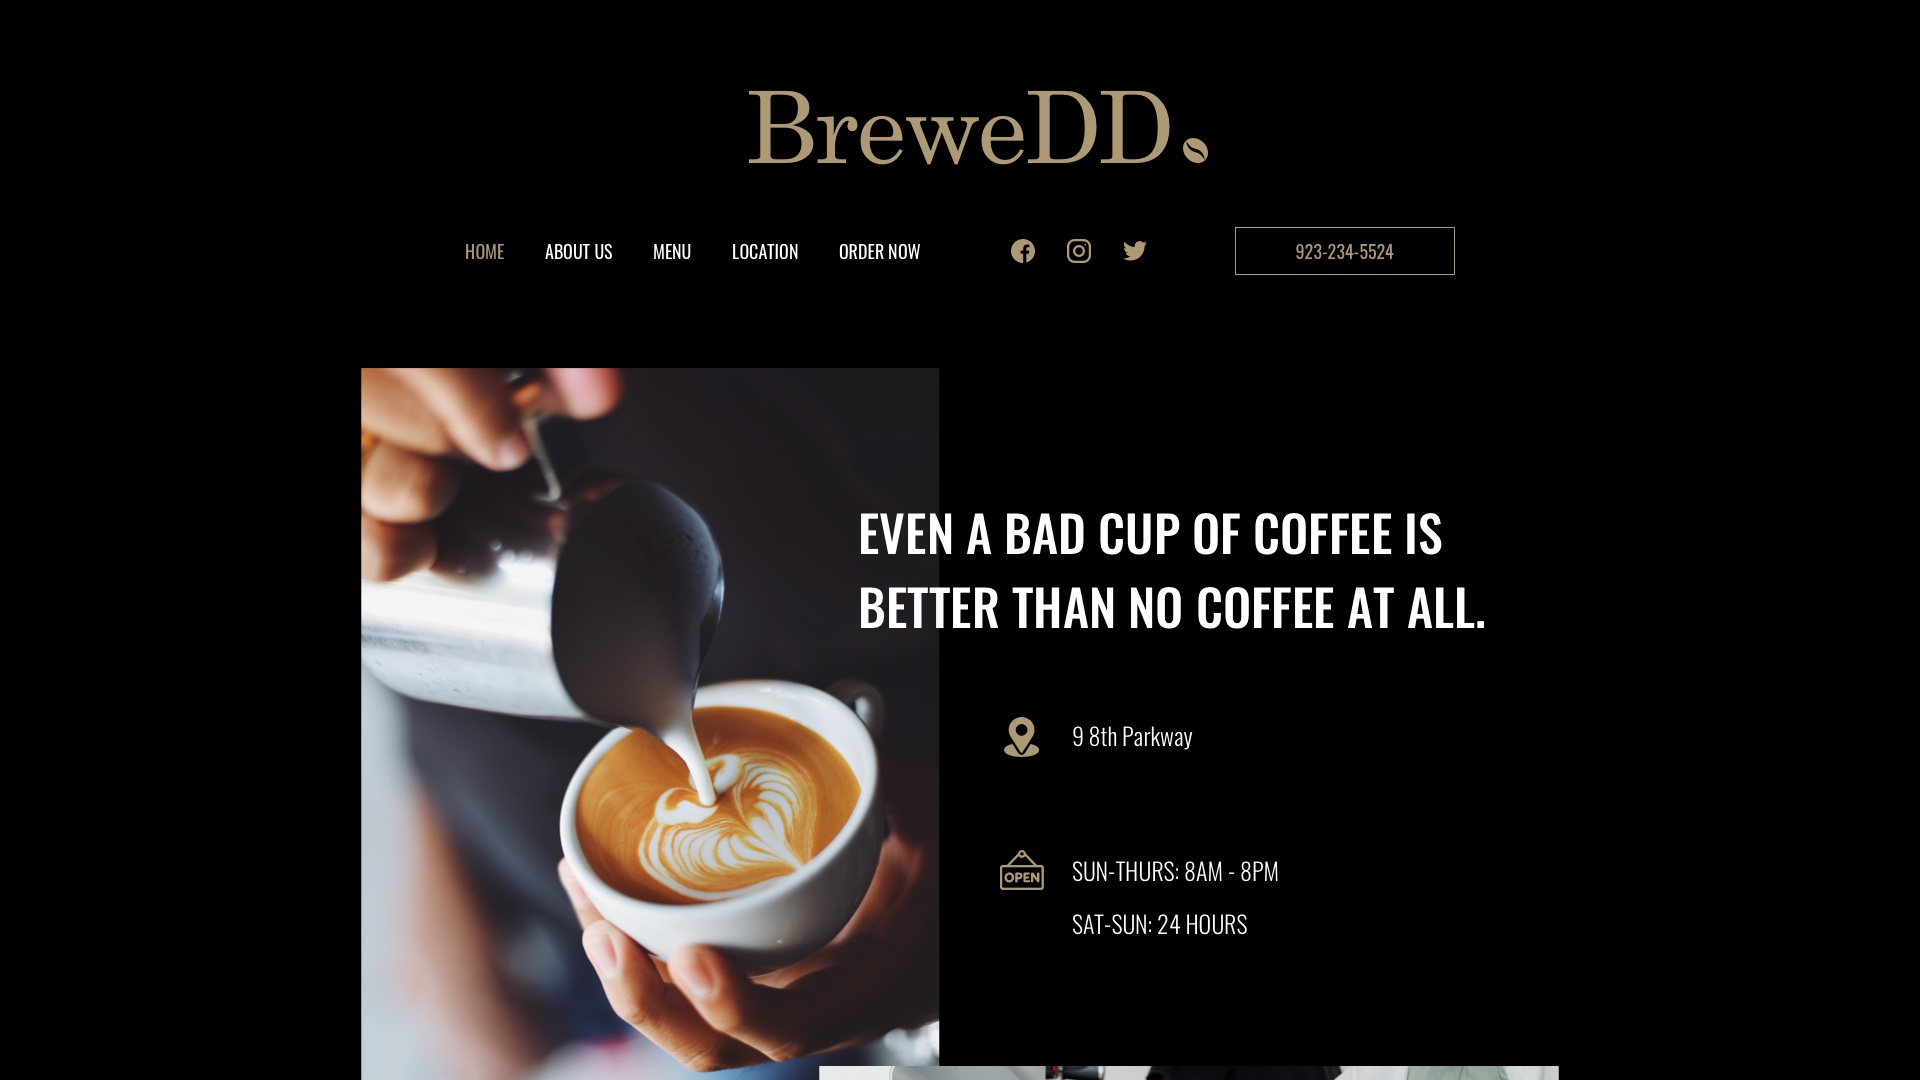 BreweDD
HOME ABOUT US MENU LOCATION ORDER NOW 923-234-5524
EVEN A BAD CUP OF COFFEE IS
BETTER THAN NO COFFEE AT ALL.
9 8th Parkway
OPEN SUN-THURS: 8AM - 8PM
SAT-SUN: 24 HOURS